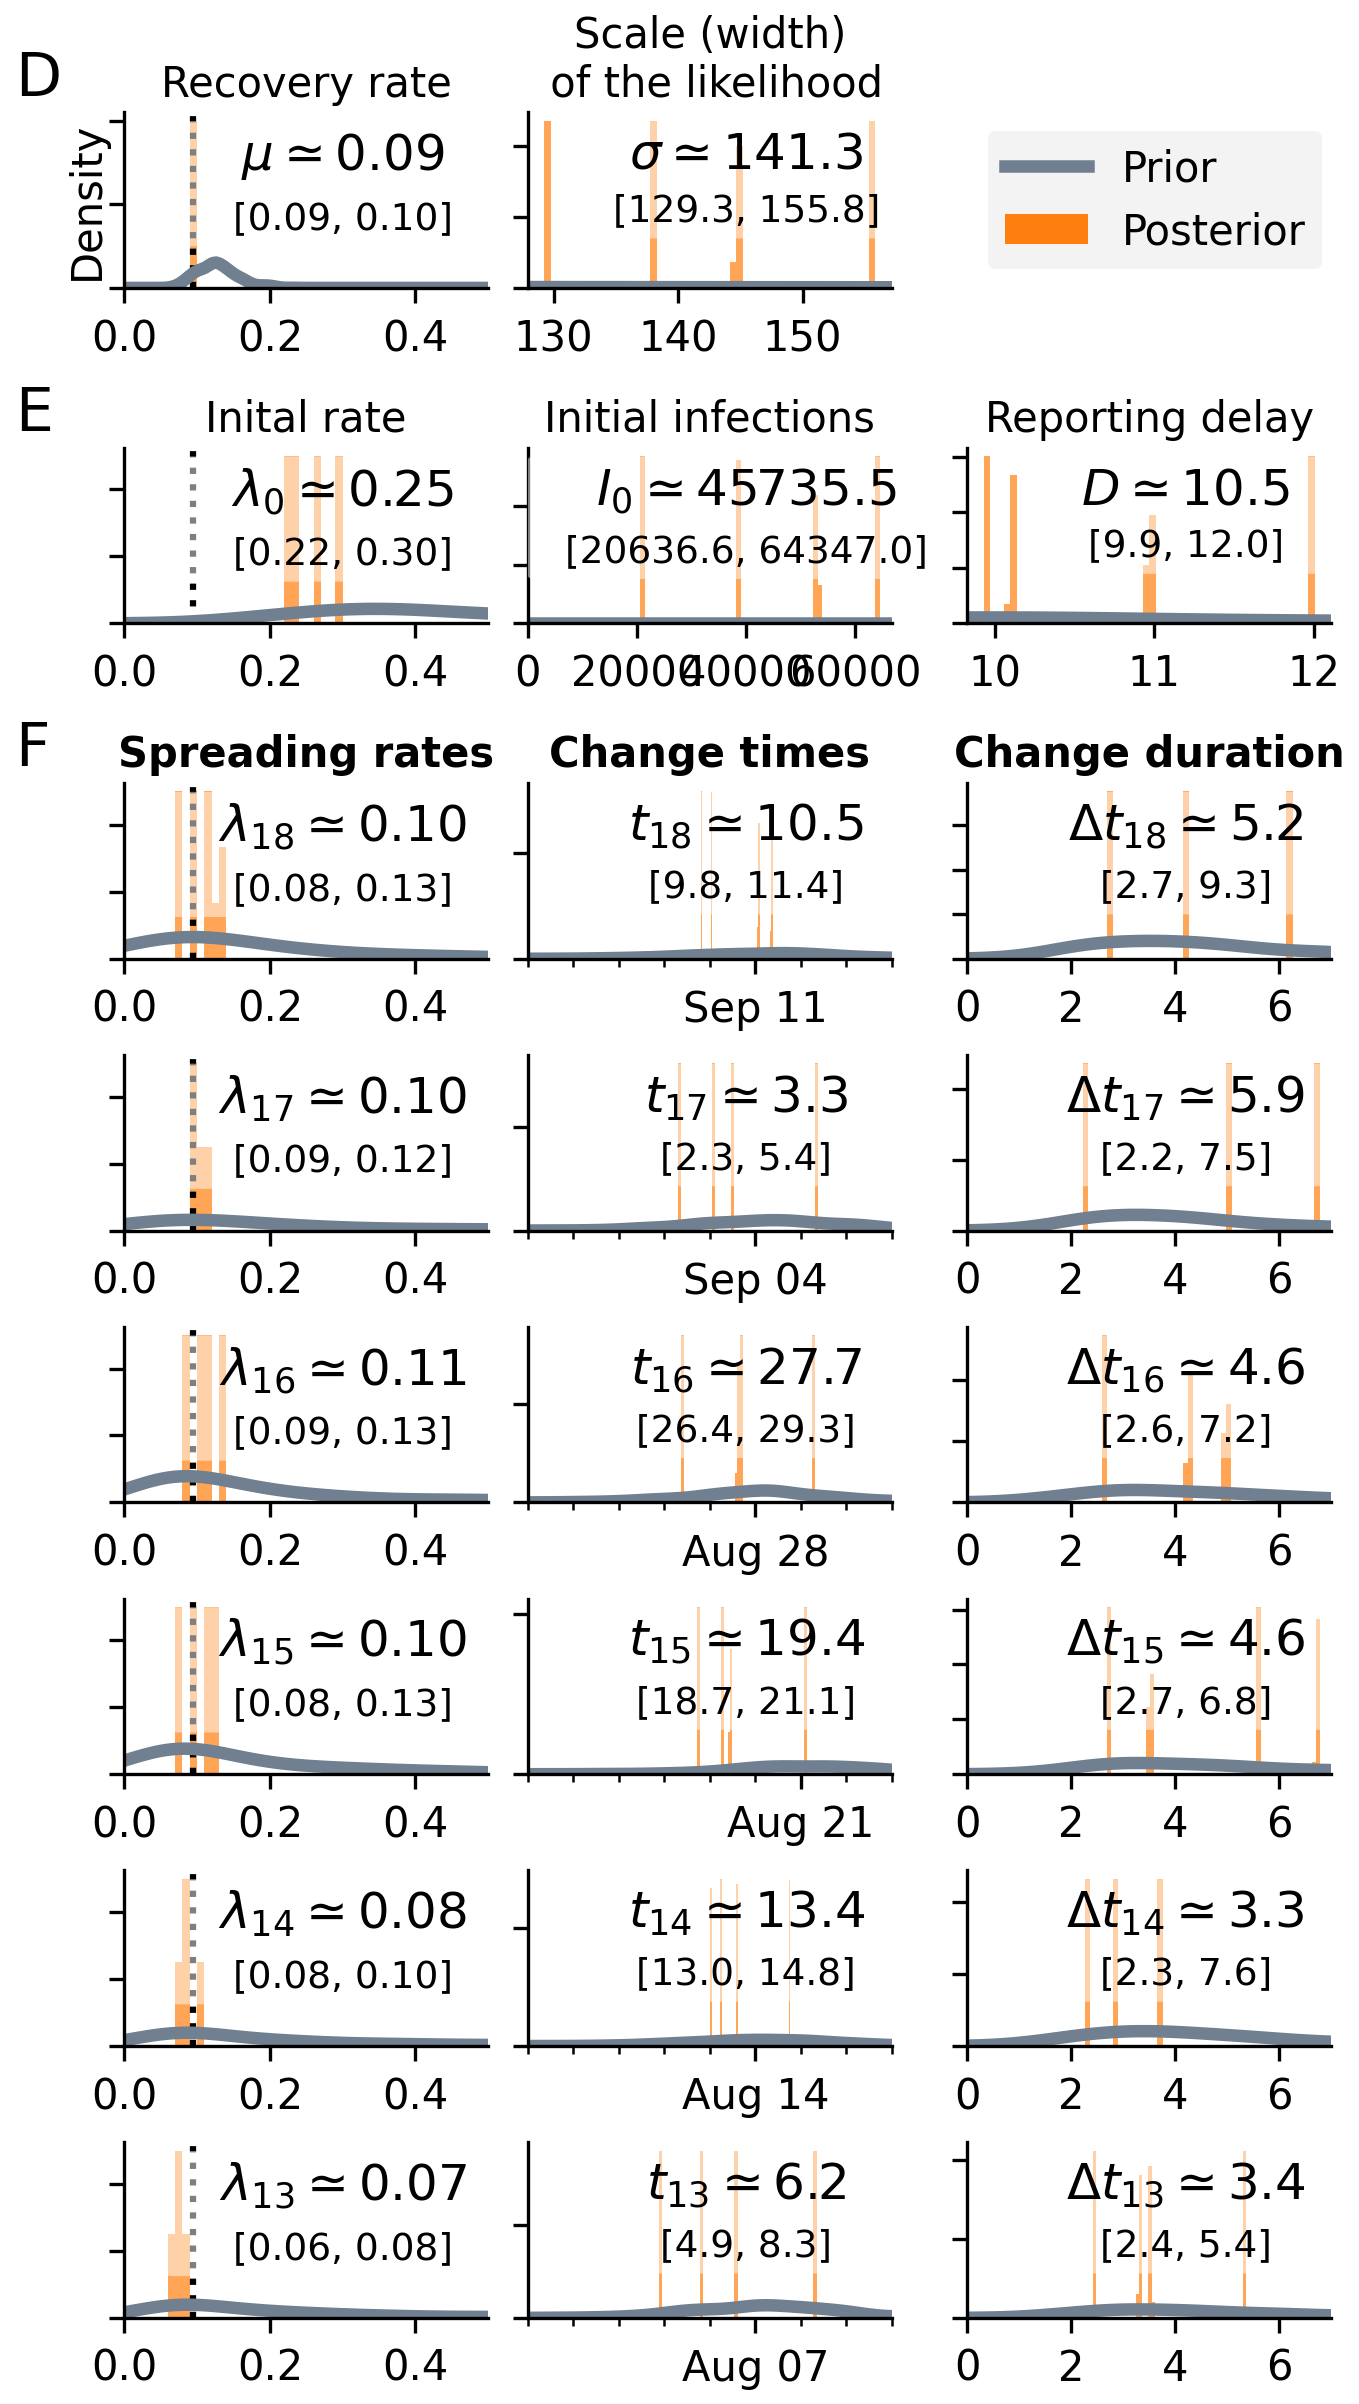 D
Recovery rate
Scale (width)
of the likelihood
Density
μ ≃ 0.09
[0.09, 0.10]
0.0 0.2 0.4
σ ≃ 141.3
[129.3, 155.8]
130 140 150
Prior
Posterior
E
Inital rate
λ0 ≃ 0.25
[0.22, 0.30]
0.0 0.2 0.4
Initial infections
I0 ≃ 45735.5
[20636.6, 64347.0]
0 20000 40000 60000
Reporting delay
D ≃ 10.5
[9.9, 12.0]
10 11 12
F
Spreading rates
Change times
Change duration
λ18 ≃ 0.10
[0.08, 0.13]
0.0 0.2 0.4
t18 ≃ 10.5
[9.8, 11.4]
Sep 11
Δt18 ≃ 5.2
[2.7, 9.3]
0 2 4 6
λ17 ≃ 0.10
[0.09, 0.12]
0.0 0.2 0.4
t17 ≃ 3.3
[2.3, 5.4]
Sep 04
Δt17 ≃ 5.9
[2.2, 7.5]
0 2 4 6
λ16 ≃ 0.11
[0.09, 0.13]
0.0 0.2 0.4
t16 ≃ 27.7
[26.4, 29.3]
Aug 28
Δt16 ≃ 4.6
[2.6, 7.2]
0 2 4 6
λ15 ≃ 0.10
[0.08, 0.13]
0.0 0.2 0.4
t15 ≃ 19.4
[18.7, 21.1]
Aug 21
Δt15 ≃ 4.6
[2.7, 6.8]
0 2 4 6
λ14 ≃ 0.08
[0.08, 0.10]
0.0 0.2 0.4
t14 ≃ 13.4
[13.0, 14.8]
Aug 14
Δt14 ≃ 3.3
[2.3, 7.6]
0 2 4 6
λ13 ≃ 0.07
[0.06, 0.08]
0.0 0.2 0.4
t13 ≃ 6.2
[4.9, 8.3]
Aug 07
Δt13 ≃ 3.4
[2.4, 5.4]
0 2 4 6